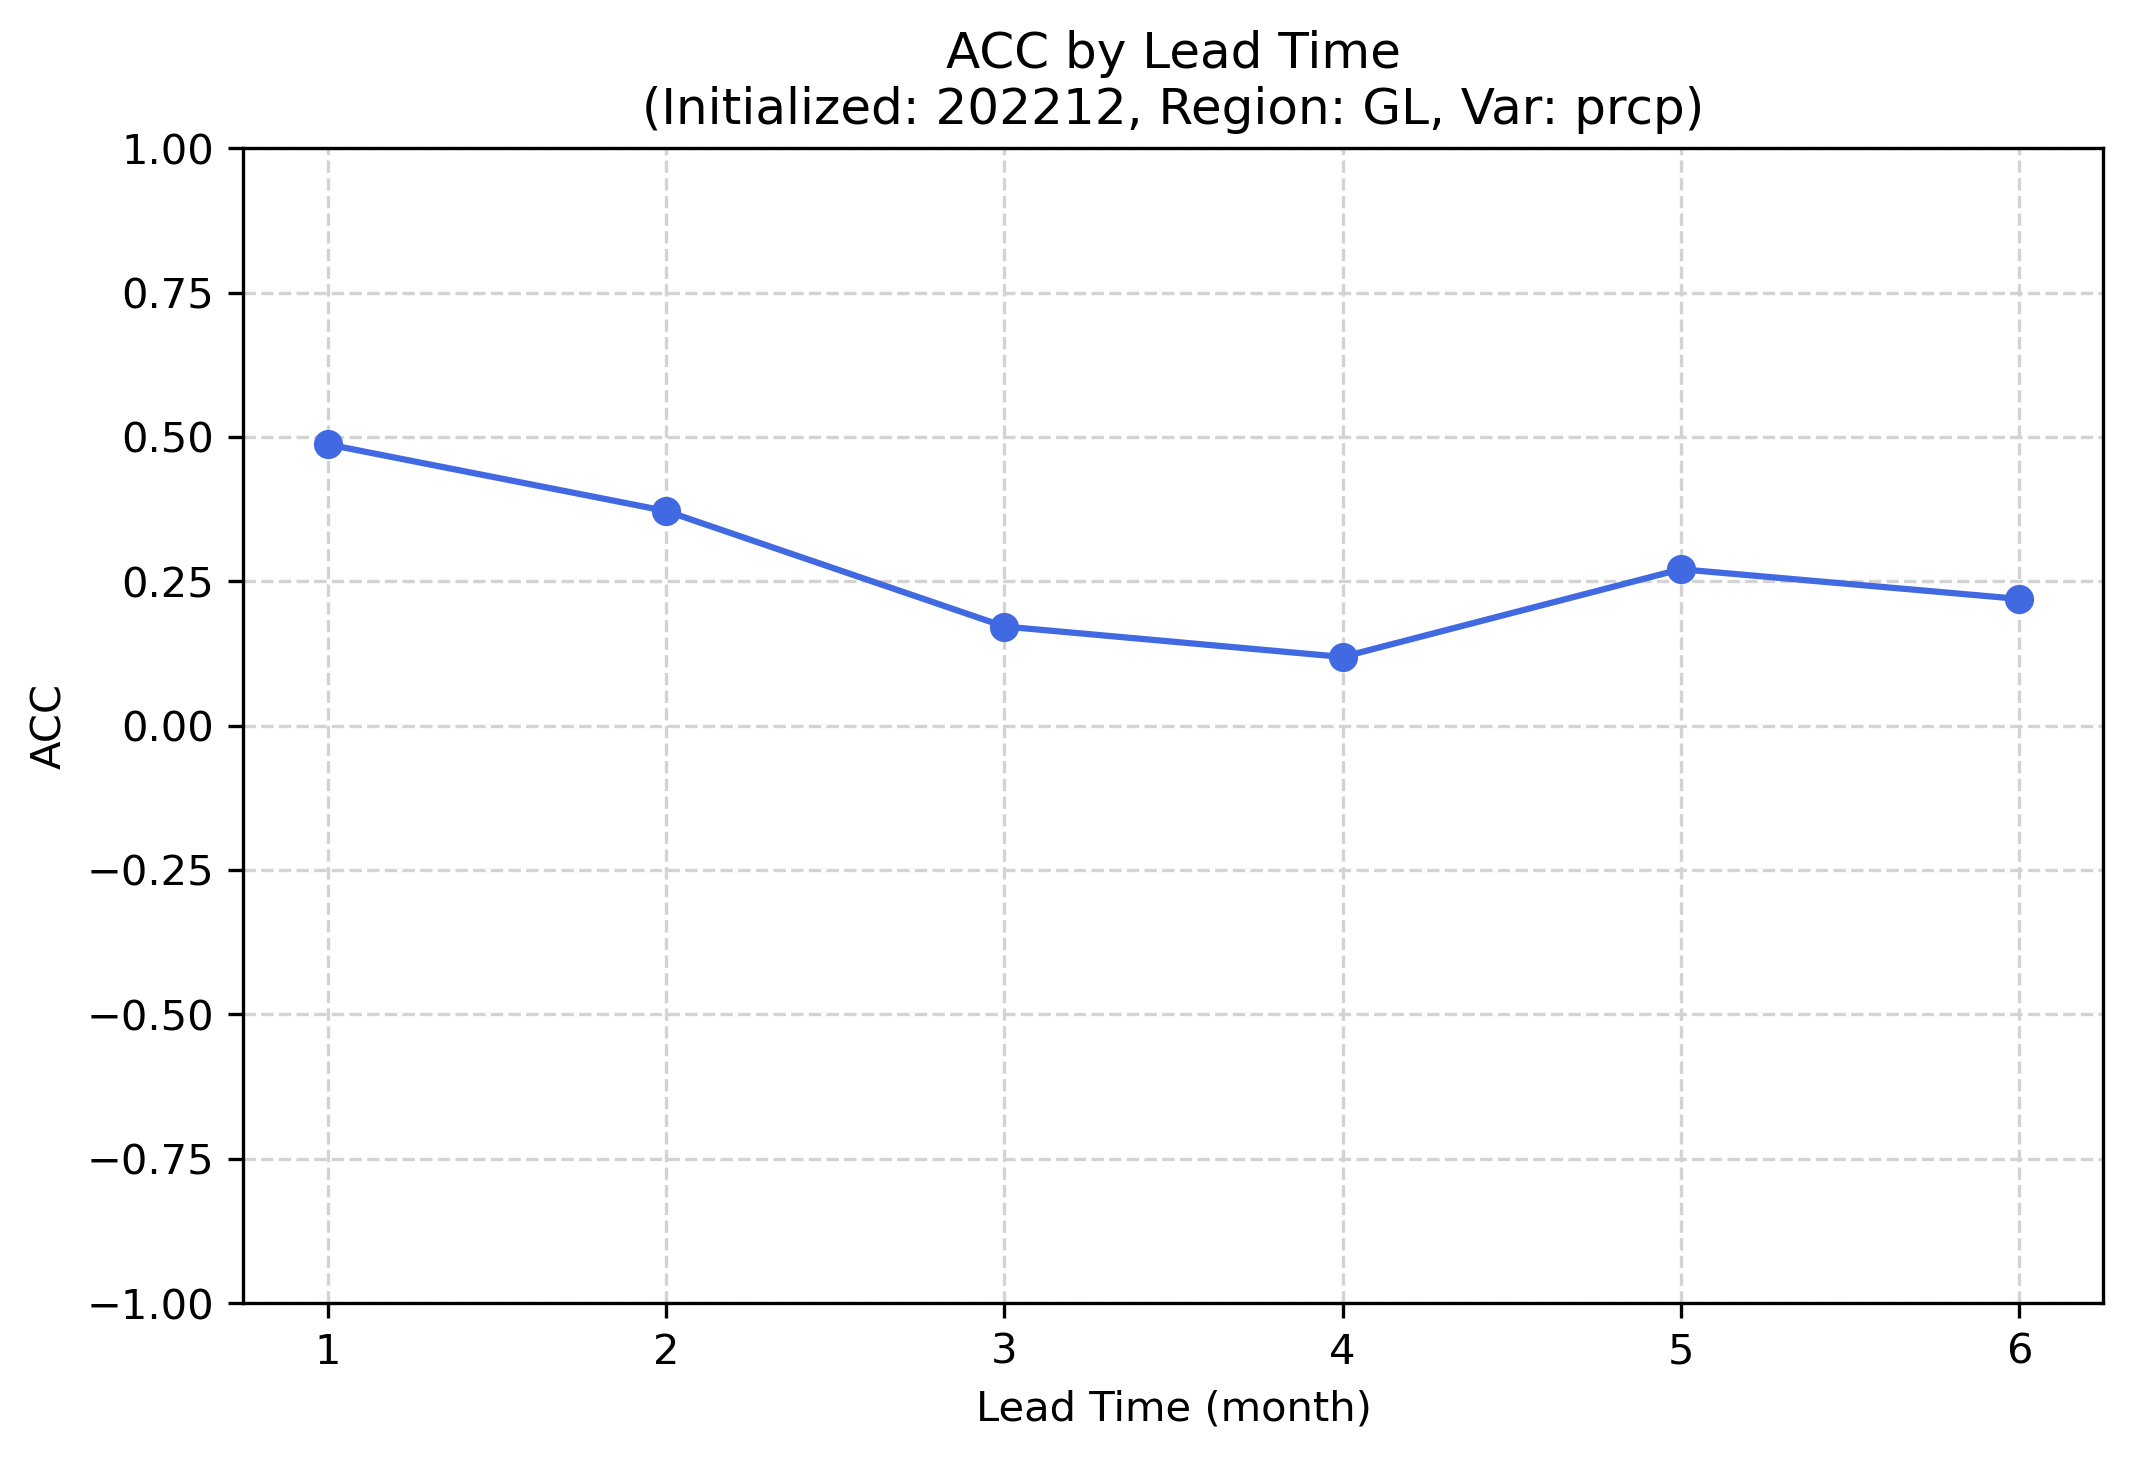 ACC by Lead Time
(Initialized: 202212, Region: GL, Var: prcp)
1.00
0.75
0.50
0.25
0.00
−0.25
−0.50
−0.75
−1.00
ACC
1 2 3 4 5 6
Lead Time (month)